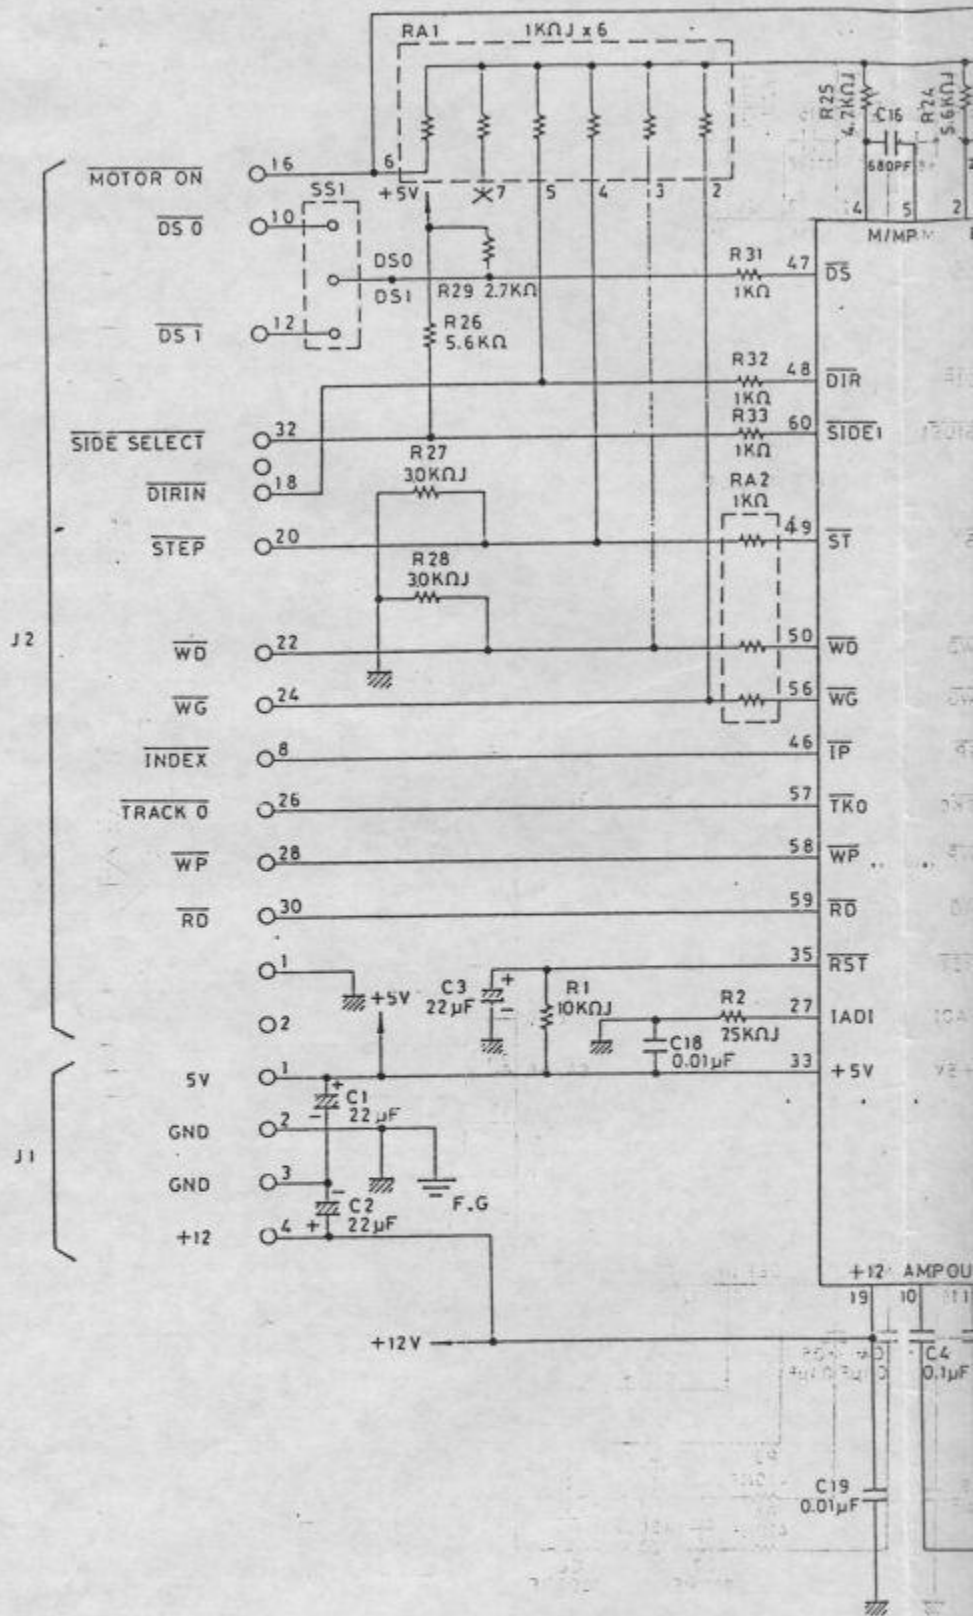 RA1 1KΩJ x 6
R25 4.7KΩJ
C16 680PF
R24 5.6KΩJ
MOTOR ON 16 6 +5V 7 5 4 3 2
4 5 2
M/MP
SS1
DS 0 10
DS0
DS1
R29 2.7KΩ
R31 1KΩ 47 DS
DS 1 12
R26 5.6KΩ
R32 1KΩ 48 DIR
SIDE SELECT 32
R33 1KΩ 60 SIDE1
R27 30KΩJ
DIRIN 18
RA2 1KΩ
STEP 20 49 ST
R28 30KΩJ
J2
WD 22 50 WD
WG 24 56 WG
INDEX 8 46 IP
TRACK 0 26 57 TK0
WP 28 58 WP
RD 30 59 RD
1 35 RST
C3 22µF + -
R1 10KΩJ
+5V
2
R2 25KΩJ 27 IADI
C18 0.01µF
5V 1 33 +5V
+ C1 - 22µF
GND 2
J1
GND 3
F.G
- C2 + 22µF
+12 4
+12 AMPOU
19 10 11
+12V
C4 0.1µF
C19 0.01µF